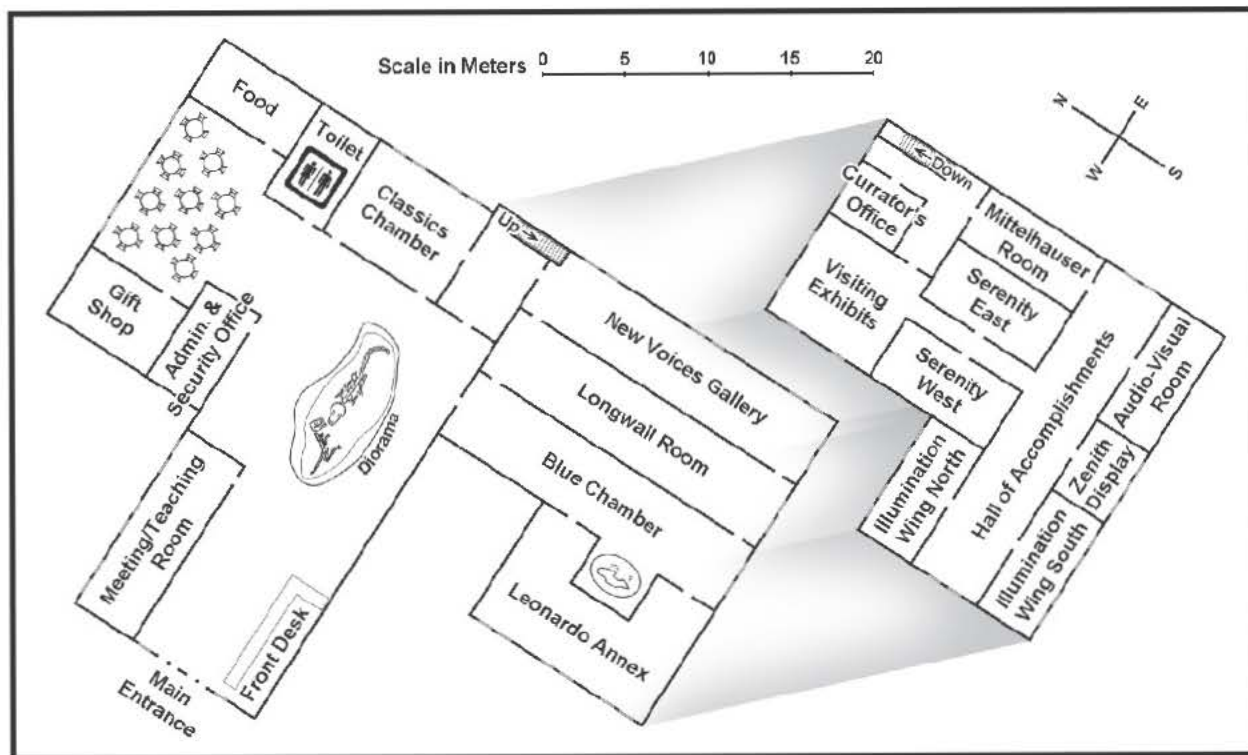 Scale in Meters 0 5 10 15 20
N
E
W
S
Food
Toilet
Classics
Chamber
Up
Gift
Shop
Admin. &
Security Office
Diorama
New Voices Gallery
Longwall Room
Blue Chamber
Leonardo Annex
Meeting/Teaching
Room
Front Desk
Main
Entrance
Down
Currator's
Office
Mittelhauser
Room
Visiting
Exhibits
Serenity
East
Serenity
West
Hall of Accomplishments
Audio-Visual
Room
Illumination
Wing North
Zenith
Display
Illumination
Wing South